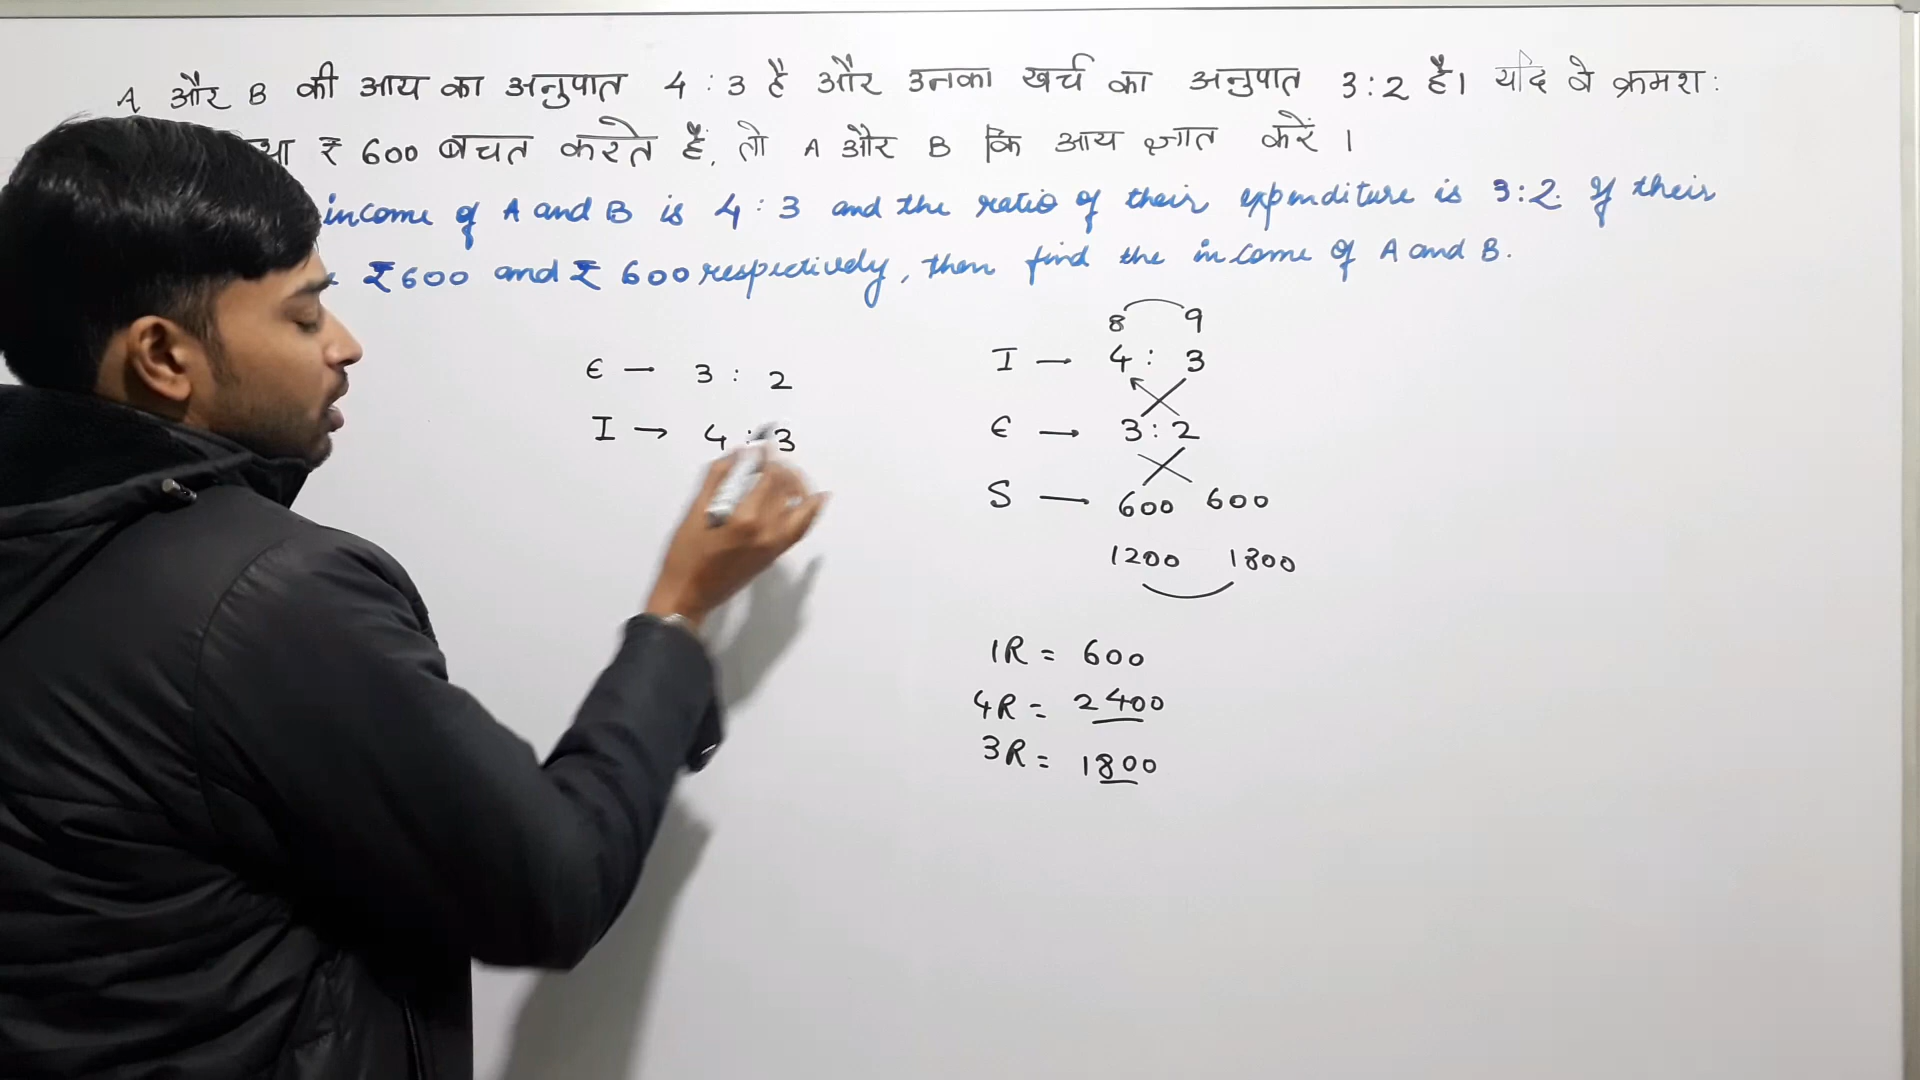 A और B की आय का अनुपात 4 : 3 है और उनका खर्च का अनुपात 3 : 2 है। यदि वे क्रमश :
₹ 600 बचत करते हैं, तो A और B कि आय ज्ञात करें ।
income of A and B is 4 : 3 and the ratio of their expenditure is 3 : 2. If their
₹ 600 and ₹ 600 respectively, then find the income of A and B.
E → 3 : 2
I → 4 : 3
8 9
I → 4 : 3
E → 3 : 2
S → 600 600
1200 1800
1R = 600
4R = 2400
3R = 1800